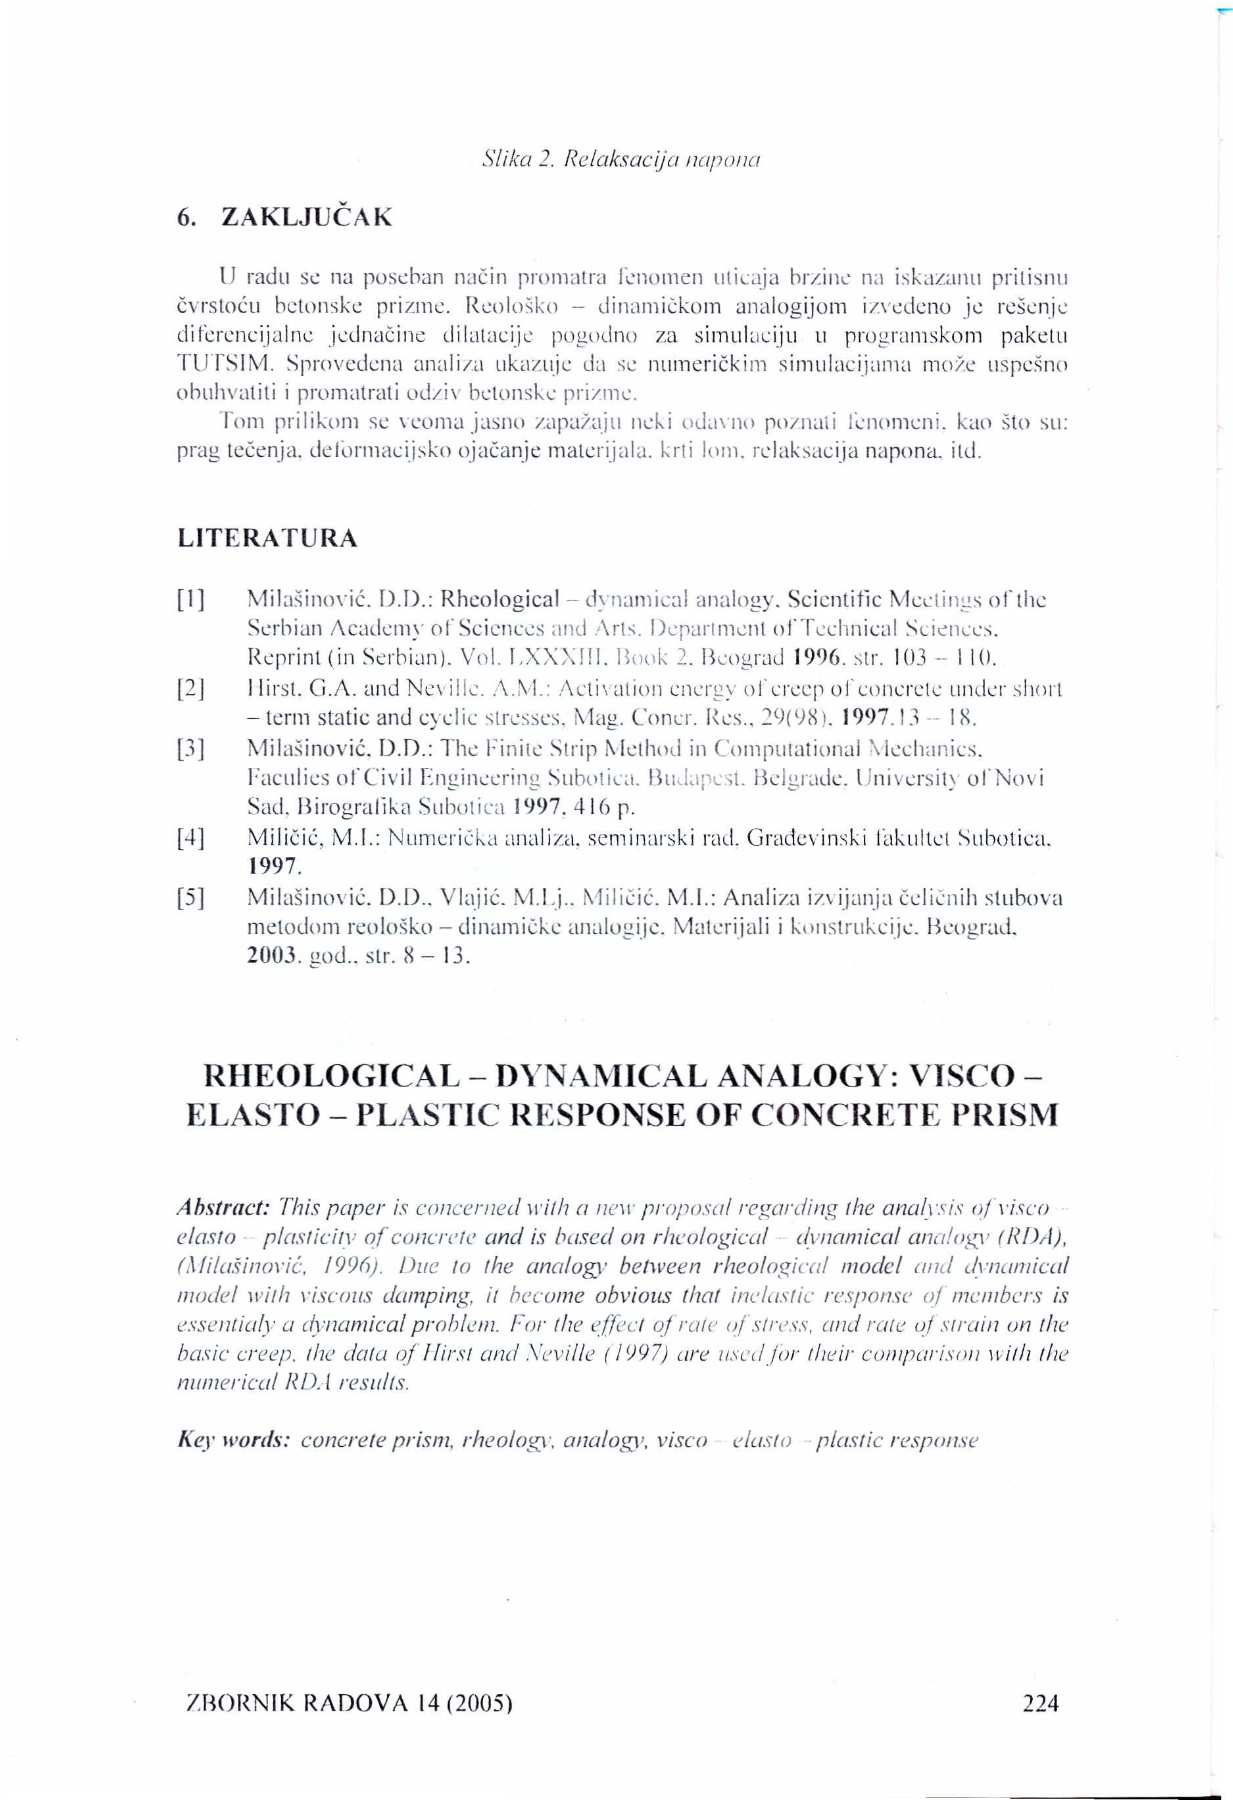 Slika 2. Relaksacija napona
6. ZAKLJUČAK
U radu se na poseban način promatra fenomen uticaja brzine na iskazanu pritisnu
čvrstoću betonske prizme. Reološko – dinamičkom analogijom izvedeno je rešenje
diferencijalne jednačine dilatacije pogodno za simulaciju u programskom paketu
TUTSIM. Sprovedena analiza ukazuje da se numeričkim simulacijama može uspešno
obuhvatiti i promatrati odziv betonske prizme.
Tom prilikom se veoma jasno zapažaju neki odavno poznati fenomeni, kao što su:
prag tečenja, deformacijsko ojačanje materijala, krti lom, relaksacija napona, itd.
LITERATURA
[1] Milašinović, D.D.: Rheological – dynamical analogy, Scientific Meetings of the
Serbian Academy of Sciences and Arts, Department of Technical Sciences,
Reprint (in Serbian), Vol. LXXXIII, Book 2, Beograd 1996. str. 103 – 110.
[2] Hirst, G.A. and Neville, A.M.: Activation energy of creep of concrete under short
– term static and cyclic stresses, Mag. Concr. Res., 29(98), 1997.13 – 18.
[3] Milašinović, D.D.: The Finite Strip Method in Computational Mechanics,
Faculies of Civil Engineering Subotica, Budapest, Belgrade, University of Novi
Sad, Birografika Subotica 1997, 416 p.
[4] Miličić, M.I.: Numerička analiza, seminarski rad, Građevinski fakultet Subotica,
1997.
[5] Milašinović, D.D., Vlajić, M.Lj., Miličić, M.I.: Analiza izvijanja čeličnih stubova
metodom reološko – dinamičke analogije, Materijali i konstrukcije, Beograd,
2003. god., str. 8 – 13.
RHEOLOGICAL – DYNAMICAL ANALOGY: VISCO –
ELASTO – PLASTIC RESPONSE OF CONCRETE PRISM
Abstract: This paper is concerned with a new proposal regarding the analysis of visco –
elasto – plasticity of concrete and is based on rheological – dynamical analogy (RDA),
(Milašinović, 1996). Due to the analogy between rheological model and dynamical
model with viscous damping, it become obvious that inelastic response of members is
essentialy a dynamical problem. For the effect of rate of stress, and rate of strain on the
basic creep, the data of Hirst and Neville (1997) are used for their comparison with the
numerical RDA results.
Key words: concrete prism, rheology, analogy, visco – elasto – plastic response
ZBORNIK RADOVA 14 (2005) 224